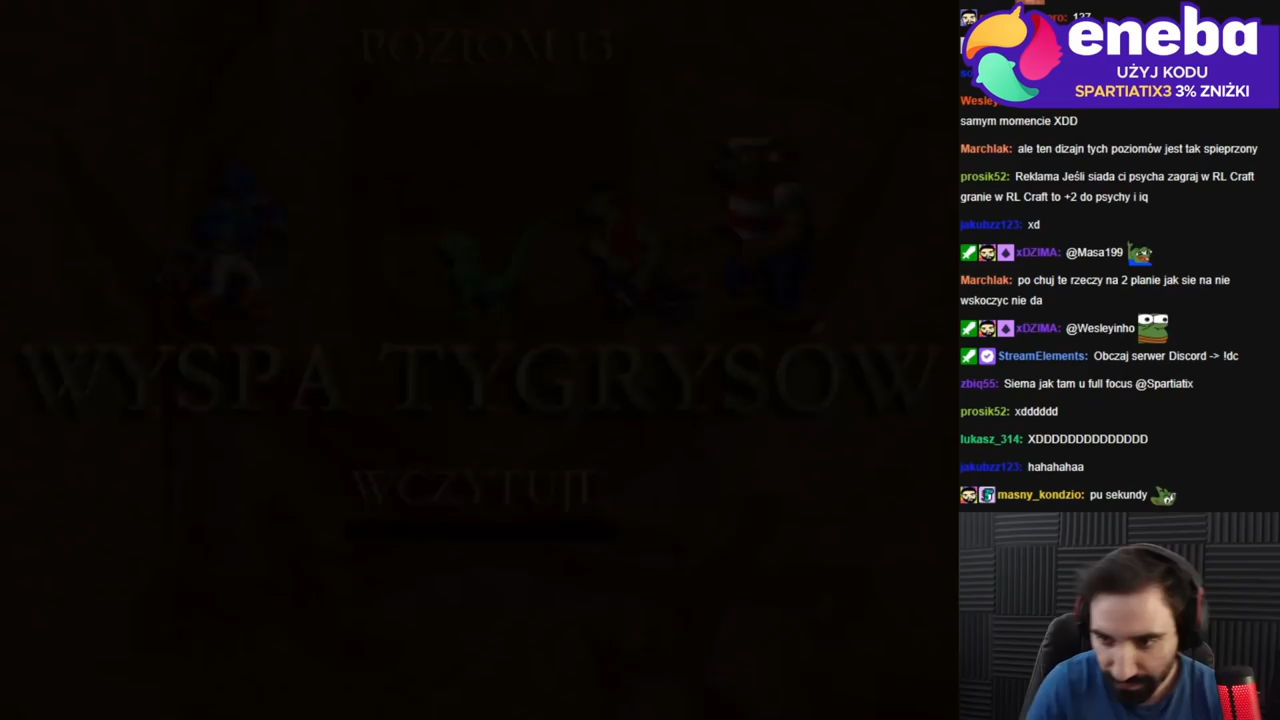 POZIOM 13
WYSPA TYGRYSÓW
WCZYTUJĘ
eneba
UŻYJ KODU
SPARTIATIX3 3% ZNIŻKI
samym momencie XDD
Marchlak: ale ten dizajn tych poziomów jest tak spieprzony
prosik52: Reklama Jeśli siada ci psycha zagraj w RL Craft
granie w RL Craft to +2 do psychy i iq
jakubzz123: xd
xDZIMA: @Masa199
Marchlak: po chuj te rzeczy na 2 planie jak sie na nie
wskoczyc nie da
xDZIMA: @Wesleyinho
StreamElements: Obczaj serwer Discord -> !dc
zbiq55: Siema jak tam u full focus @Spartiatix
prosik52: xddddd
lukasz_314: XDDDDDDDDDDDDDD
jakubzz123: hahahahaa
masny_kondzio: pu sekundy